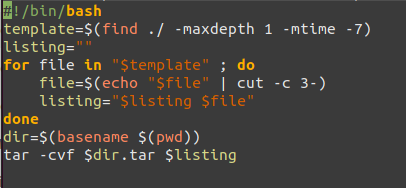 #!/bin/bash
template=$(find ./ -maxdepth 1 -mtime -7)
listing=""
for file in "$template" ; do
    file=$(echo "$file" | cut -c 3-)
    listing="$listing $file"
done
dir=$(basename $(pwd))
tar -cvf $dir.tar $listing